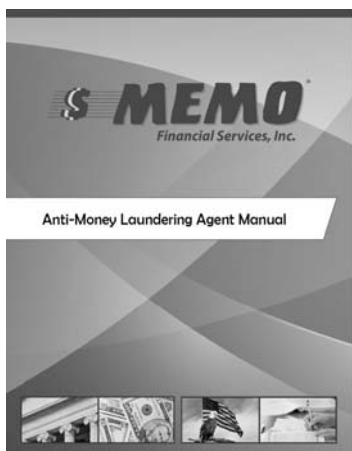 $ MEMO
Financial Services, Inc.
Anti-Money Laundering Agent Manual